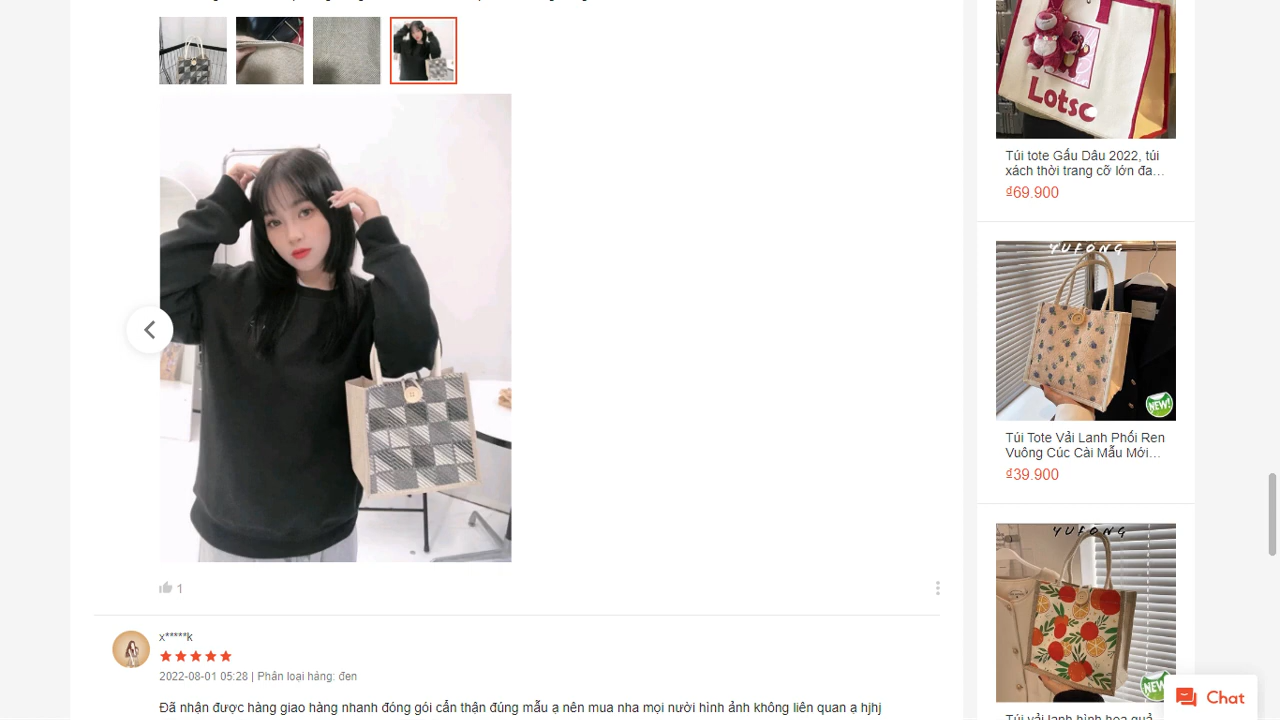 Lotso
Túi tote Gấu Dâu 2022, túi
xách thời trang cỡ lớn đa...
₫69.900
YUFONG
NEW!
Túi Tote Vải Lanh Phối Ren
Vuông Cúc Cài Mẫu Mới...
₫39.900
YUFONG
NEW
1
x*****k
2022-08-01 05:28 | Phân loại hàng: đen
Đã nhận được hàng giao hàng nhanh đóng gói cẩn thận đúng mẫu ạ nên mua nha mọi nười hình ảnh không liên quan ạ hjhj
Chat